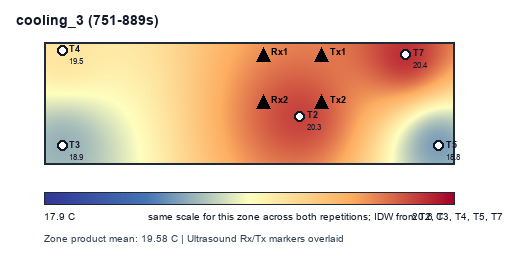 cooling_3 (751-889s)
T4
19.5
Rx1
Tx1
T7
20.4
Rx2
Tx2
T2
20.3
T3
18.9
T5
18.8
17.9 C
same scale for this zone across both repetitions; IDW from T2, T3, T4, T5, T7
Zone product mean: 19.58 C | Ultrasound Rx/Tx markers overlaid